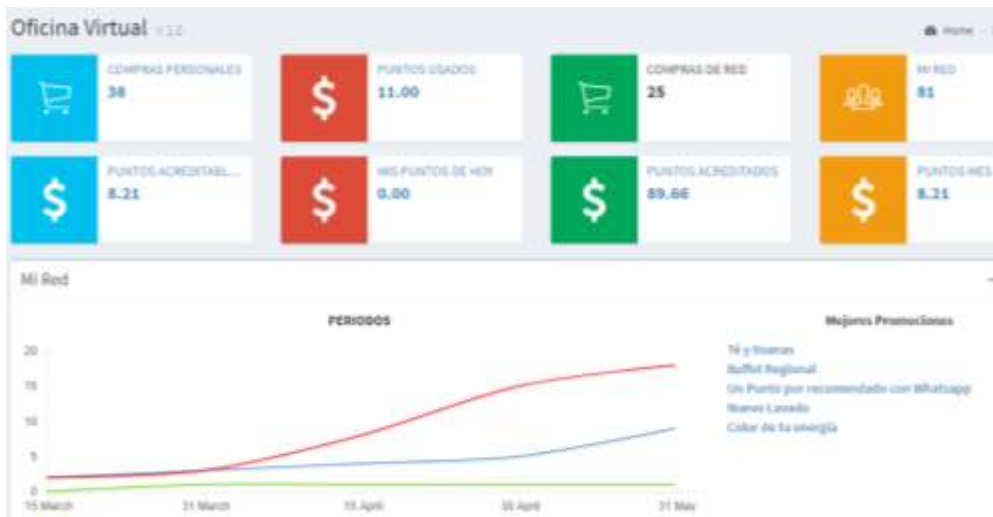 Oficina Virtual
Home
COMPRAS PERSONALES
38
PUNTOS USADOS
11.00
COMPRAS DE RED
25
MI RED
81
PUNTOS ACREDITABL...
8.21
MIS PUNTOS DE HOY
0.00
PUNTOS ACREDITADOS
89.66
PUNTOS MES
8.21
Mi Red
PERIODOS
Mejores Promociones
20
15
10
5
0
15 March
31 March
15 April
30 April
31 May
Té y
Buffet Regional
Un Punto por recomendado con Whatsapp
Nuevo Lavado
Color de tu energía